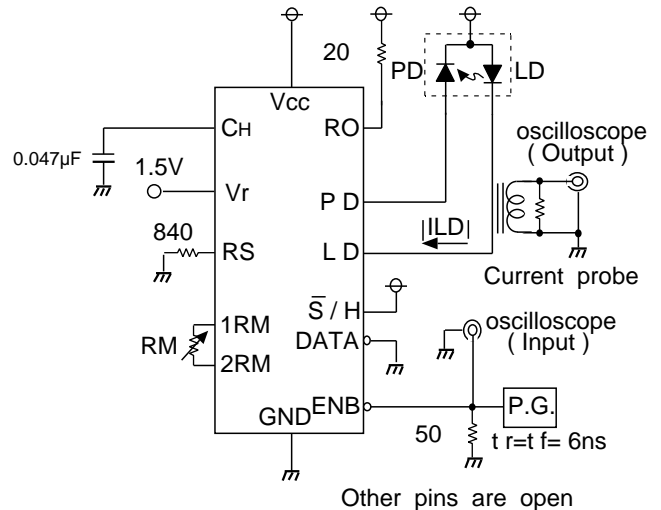 20
PD
LD
Vcc
CH
RO
0.047µF
oscilloscope
( Output )
1.5V
Vr
P D
|ILD|
840
RS
L D
Current probe
S̅ / H
1RM
DATA
RM
2RM
oscilloscope
( Input )
ENB
GND
P.G.
50
t r=t f= 6ns
Other pins are open